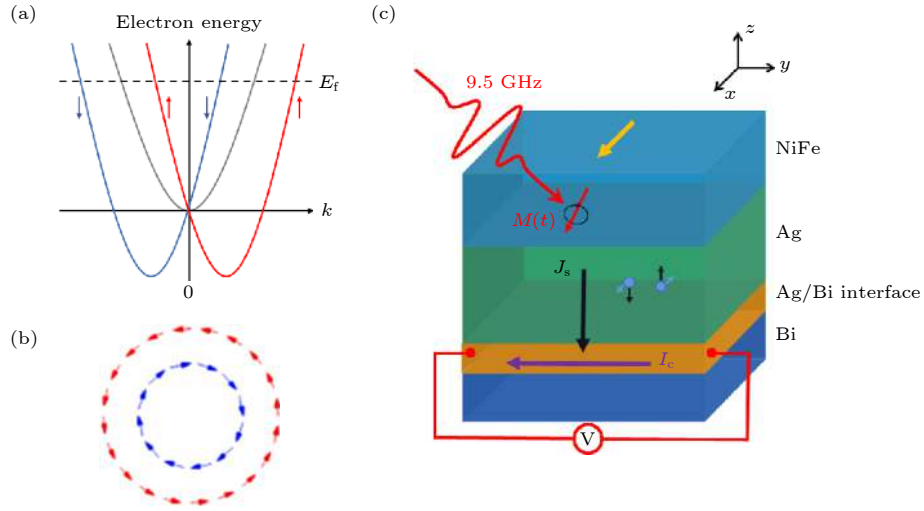 (a)
Electron energy
E_f
k
0
(b)
(c)
9.5 GHz
z
y
x
NiFe
M(t)
Ag
J_s
Ag/Bi interface
Bi
I_c
V